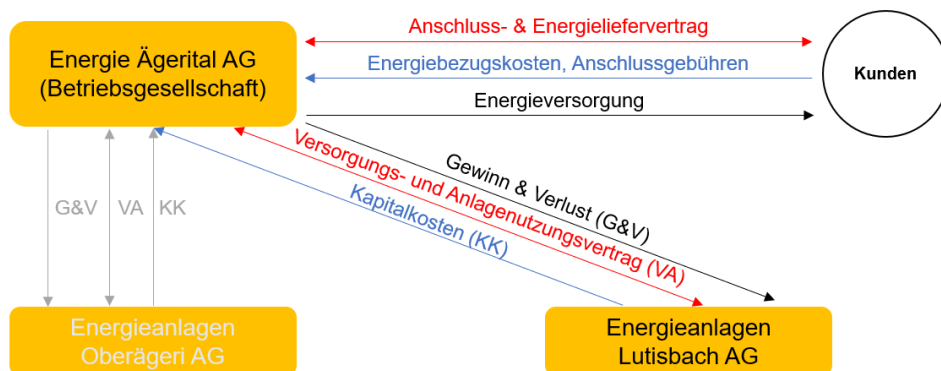 Energie Ägerital AG
(Betriebsgesellschaft)
Anschluss- & Energieliefervertrag
Energiebezugskosten, Anschlussgebühren
Energieversorgung
Kunden
G&V
VA
KK
Gewinn & Verlust (G&V)
Versorgungs- und Anlagenutzungsvertrag (VA)
Kapitalkosten (KK)
Energieanlagen
Oberägeri AG
Energieanlagen
Lutisbach AG